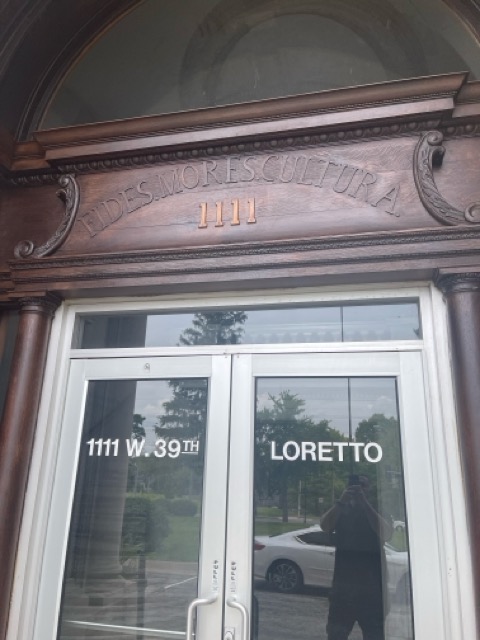 FIDES.MORES.CULTURA.
1111
1111 W. 39TH
LORETTO